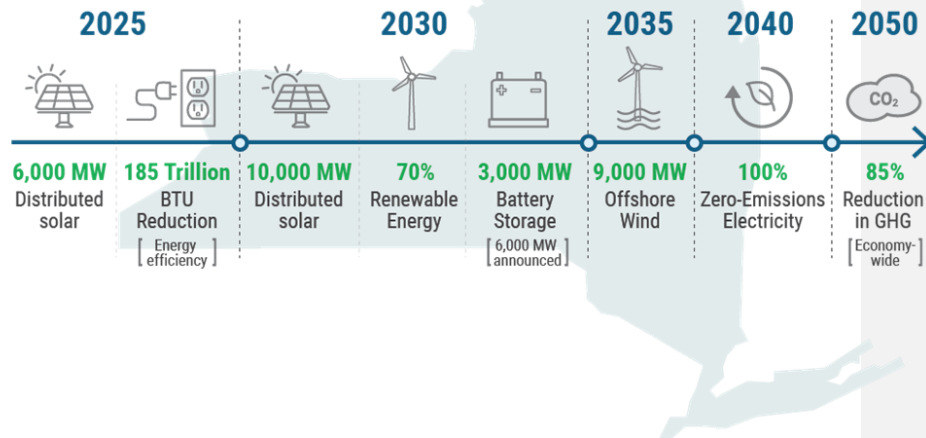 2025
2030
2035
2040
2050
CO₂
6,000 MW
Distributed
solar
185 Trillion
BTU
Reduction
[Energy
efficiency]
10,000 MW
Distributed
solar
70%
Renewable
Energy
3,000 MW
Battery
Storage
[6,000 MW
announced]
9,000 MW
Offshore
Wind
100%
Zero-Emissions
Electricity
85%
Reduction
in GHG
[Economy-
wide]